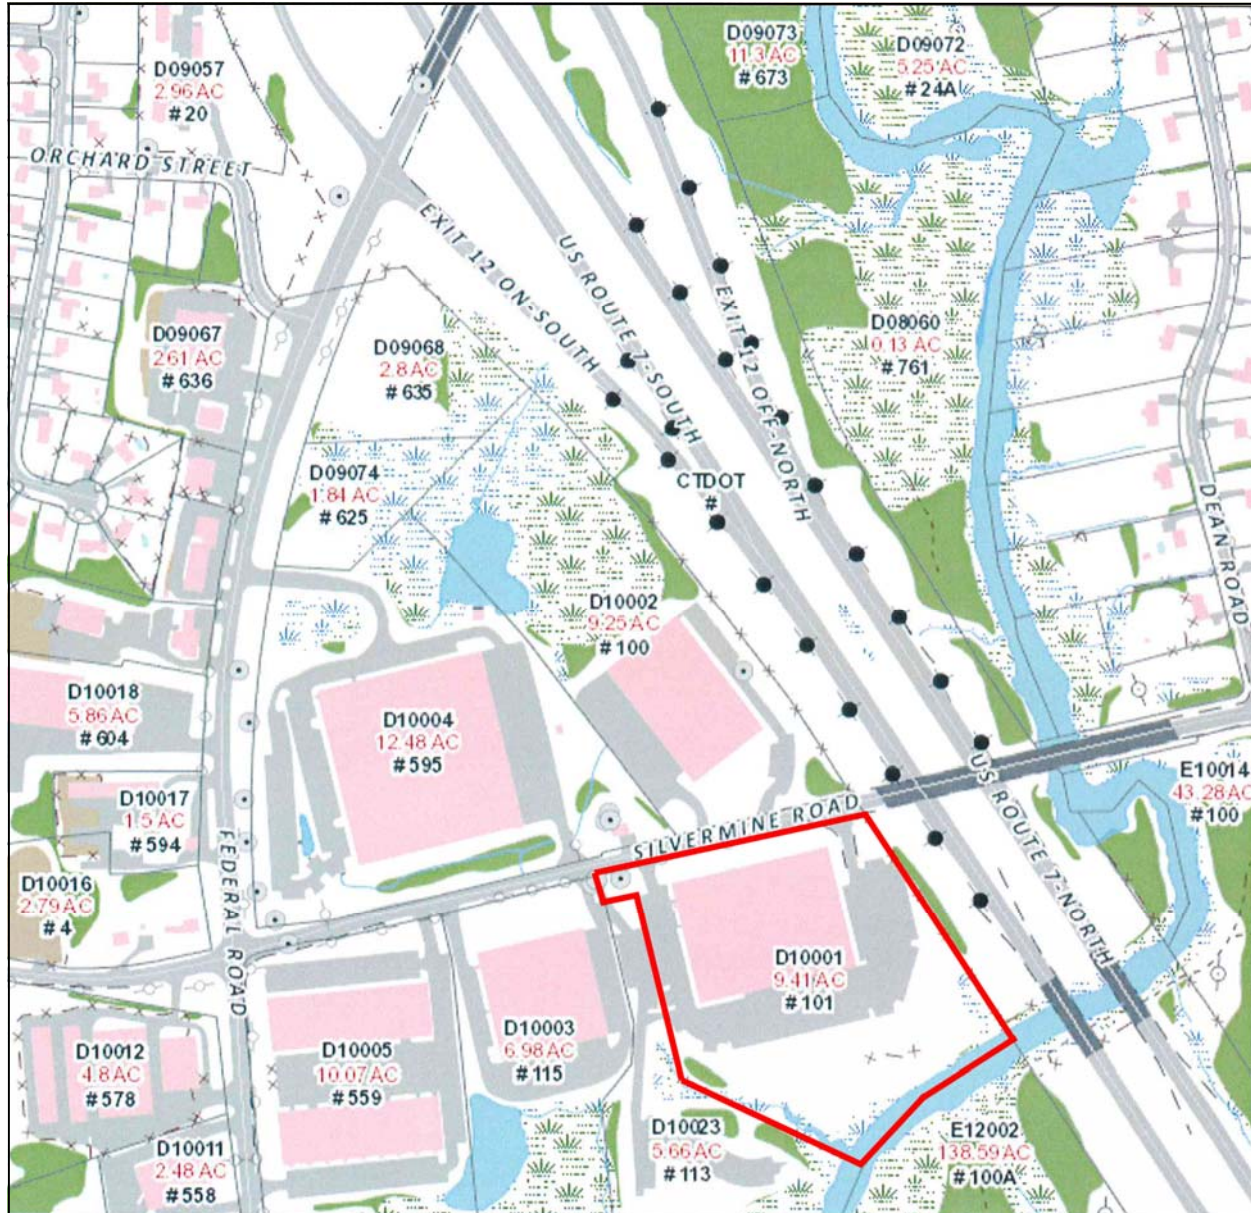 D09073
11.3 AC
# 673
D09072
5.25 AC
# 24A
D09057
2.96 AC
# 20
ORCHARD STREET
EXIT 12 ON-SOUTH
US ROUTE 7-SOUTH
EXIT 12 OFF-NORTH
D09067
2.61 AC
# 636
D09068
2.8 AC
# 635
D08060
0.13 AC
# 761
D09074
1.84 AC
# 625
CTDOT
#
DEAN ROAD
D10002
9.25 AC
# 100
D10018
5.86 AC
# 604
D10004
12.48 AC
# 595
D10017
1.5 AC
# 594
FEDERAL ROAD
SILVERMINE ROAD
US ROUTE 7-NORTH
E10014
43.28 AC
# 100
D10016
2.79 AC
# 4
D10001
9.41 AC
# 101
D10012
4.8 AC
# 578
D10005
10.07 AC
# 559
D10003
6.98 AC
# 115
D10011
2.48 AC
# 558
D10023
5.66 AC
# 113
E12002
138.59 AC
# 100A